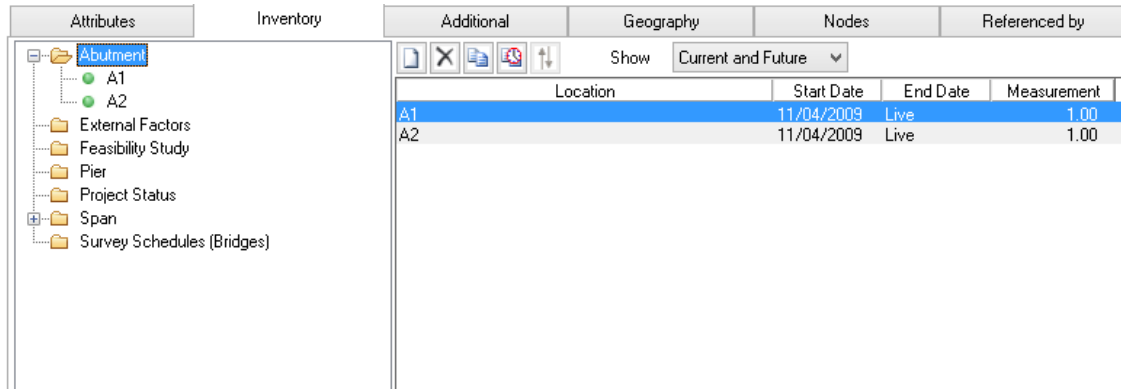 Attributes Inventory Additional Geography Nodes Referenced by
Abutment
A1
A2
External Factors
Feasibility Study
Pier
Project Status
Span
Survey Schedules (Bridges)
Show Current and Future
Location Start Date End Date Measurement
A1 11/04/2009 Live 1.00
A2 11/04/2009 Live 1.00